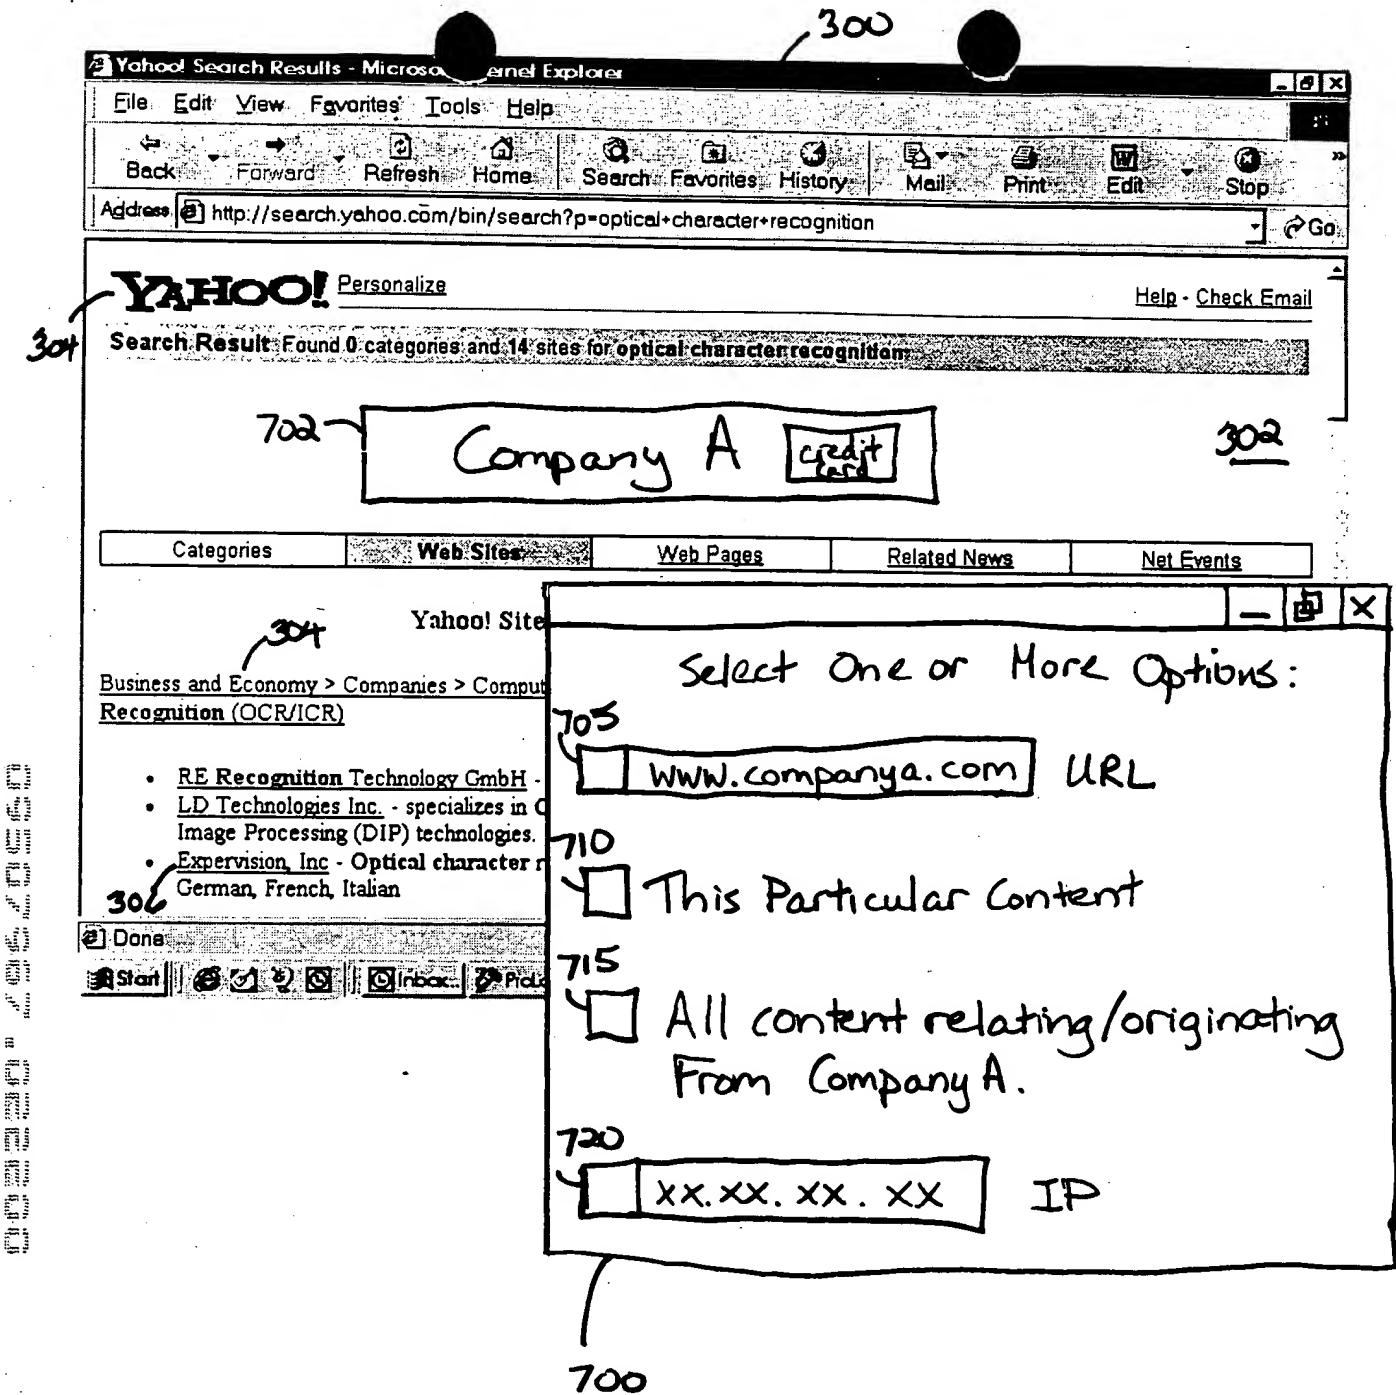 300
Yahoo! Search Results - Microso ernet Explorer
File Edit View Favorites Tools Help
Back Forward Refresh Home Search Favorites History Mail Print Edit Stop
Address http://search.yahoo.com/bin/search?p=optical+character+recognition Go
YAHOO! Personalize
Help - Check Email
304
Search Result Found 0 categories and 14 sites for optical character recognition
702
Company A credit card
302
Categories Web Sites Web Pages Related News Net Events
304
Yahoo! Site
Business and Economy > Companies > Comput
Recognition (OCR/ICR)
• RE Recognition Technology GmbH -
• LD Technologies Inc. - specializes in O
Image Processing (DIP) technologies.
• Expervision, Inc - Optical character r
306
German, French, Italian
Done
Start Inbox...
Select One or More Options:
705
www.companya.com URL
710
This Particular Content
715
All content relating/originating
From Company A.
720
xx.xx.xx.xx IP
700